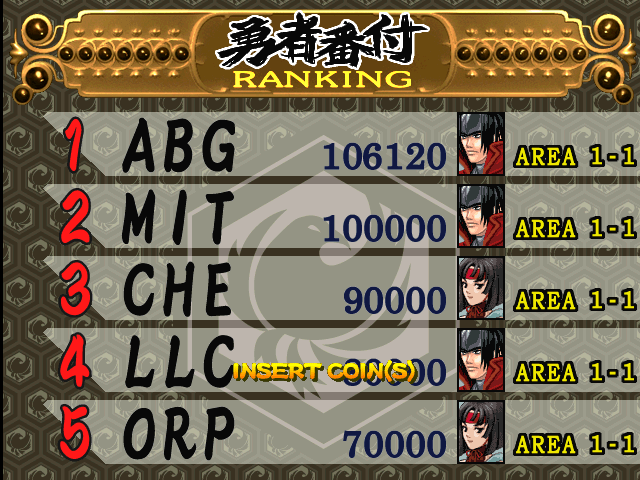 勇者番付
RANKING
1 ABG 106120 AREA 1-1
2 MIT 100000 AREA 1-1
3 CHE 90000 AREA 1-1
4 LLC AREA 1-1
INSERT COIN(S)
5 ORP 70000 AREA 1-1